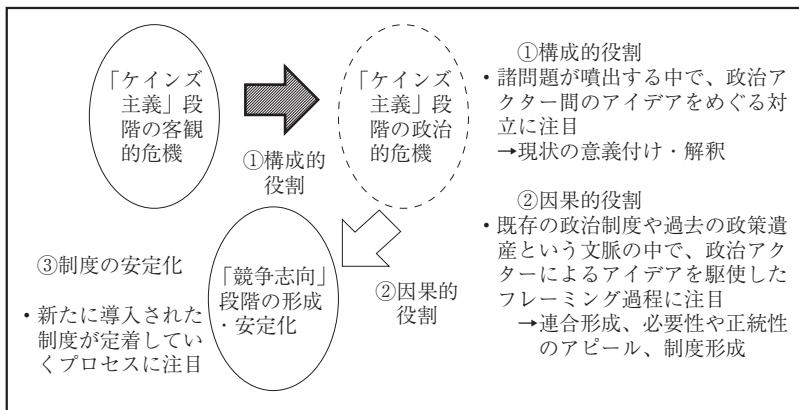 「ケインズ
主義」段
階の客観
的危機
①構成的
役割
「ケインズ
主義」段
階の政治
的危機
①構成的役割
・諸問題が噴出する中で、政治
アクター間のアイデアをめぐる対
立に注目
→現状の意義付け・解釈
②因果的役割
・既存の政治制度や過去の政策遺
産という文脈の中で、政治アク
ターによるアイデアを駆使した
フレーミング過程に注目
→連合形成、必要性や正統性
のアピール、制度形成
②因果的
役割
「競争志向」
段階の形成
・安定化
③制度の安定化
・新たに導入された
制度が定着してい
くプロセスに注目